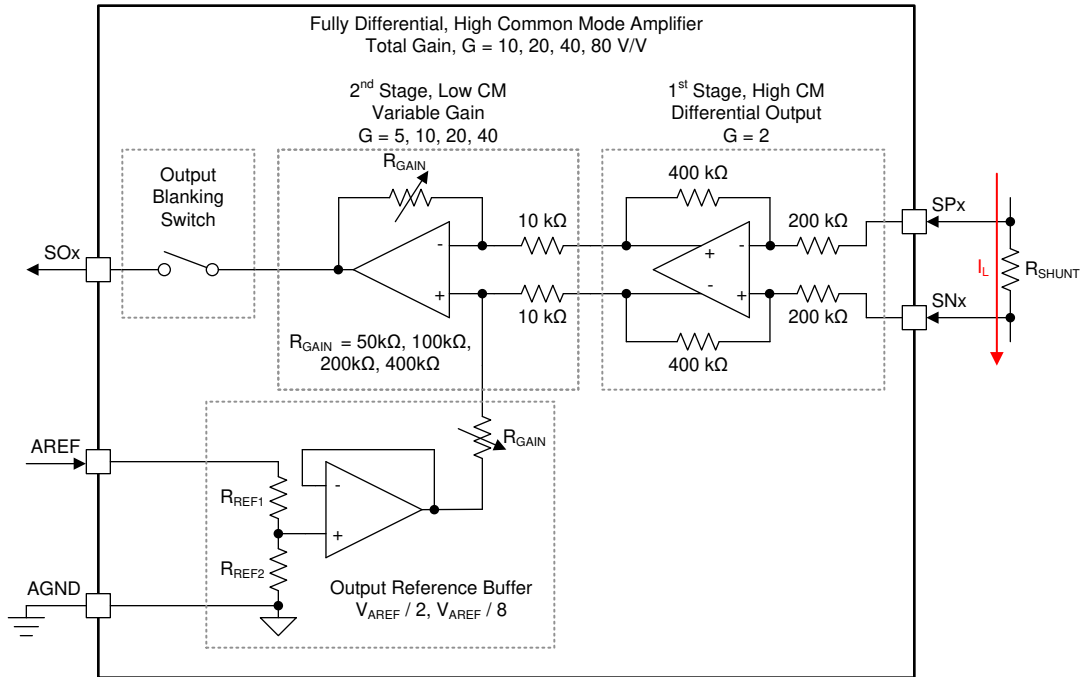 Fully Differential, High Common Mode Amplifier
Total Gain, G = 10, 20, 40, 80 V/V
2nd Stage, Low CM
Variable Gain
G = 5, 10, 20, 40
1st Stage, High CM
Differential Output
G = 2
Output
Blanking
Switch
RGAIN
400 kΩ
10 kΩ
200 kΩ
SPx
SOx
-
+
+
-
-
+
IL
RSHUNT
SNx
10 kΩ
200 kΩ
400 kΩ
RGAIN = 50kΩ, 100kΩ,
200kΩ, 400kΩ
AREF
RGAIN
RREF1
-
+
RREF2
AGND
Output Reference Buffer
VAREF / 2, VAREF / 8